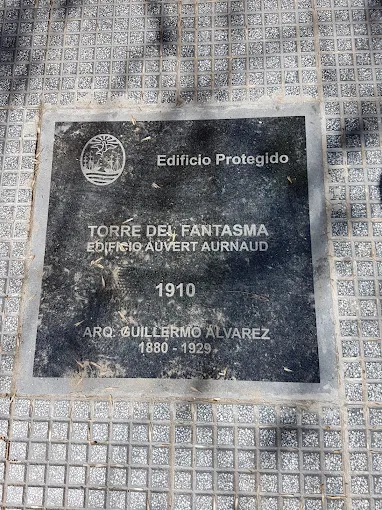 Edificio Protegido
TORRE DEL FANTASMA
EDIFICIO AUVERT AURNAUD
1910
ARQ. GUILLERMO ALVAREZ
1880 - 1929